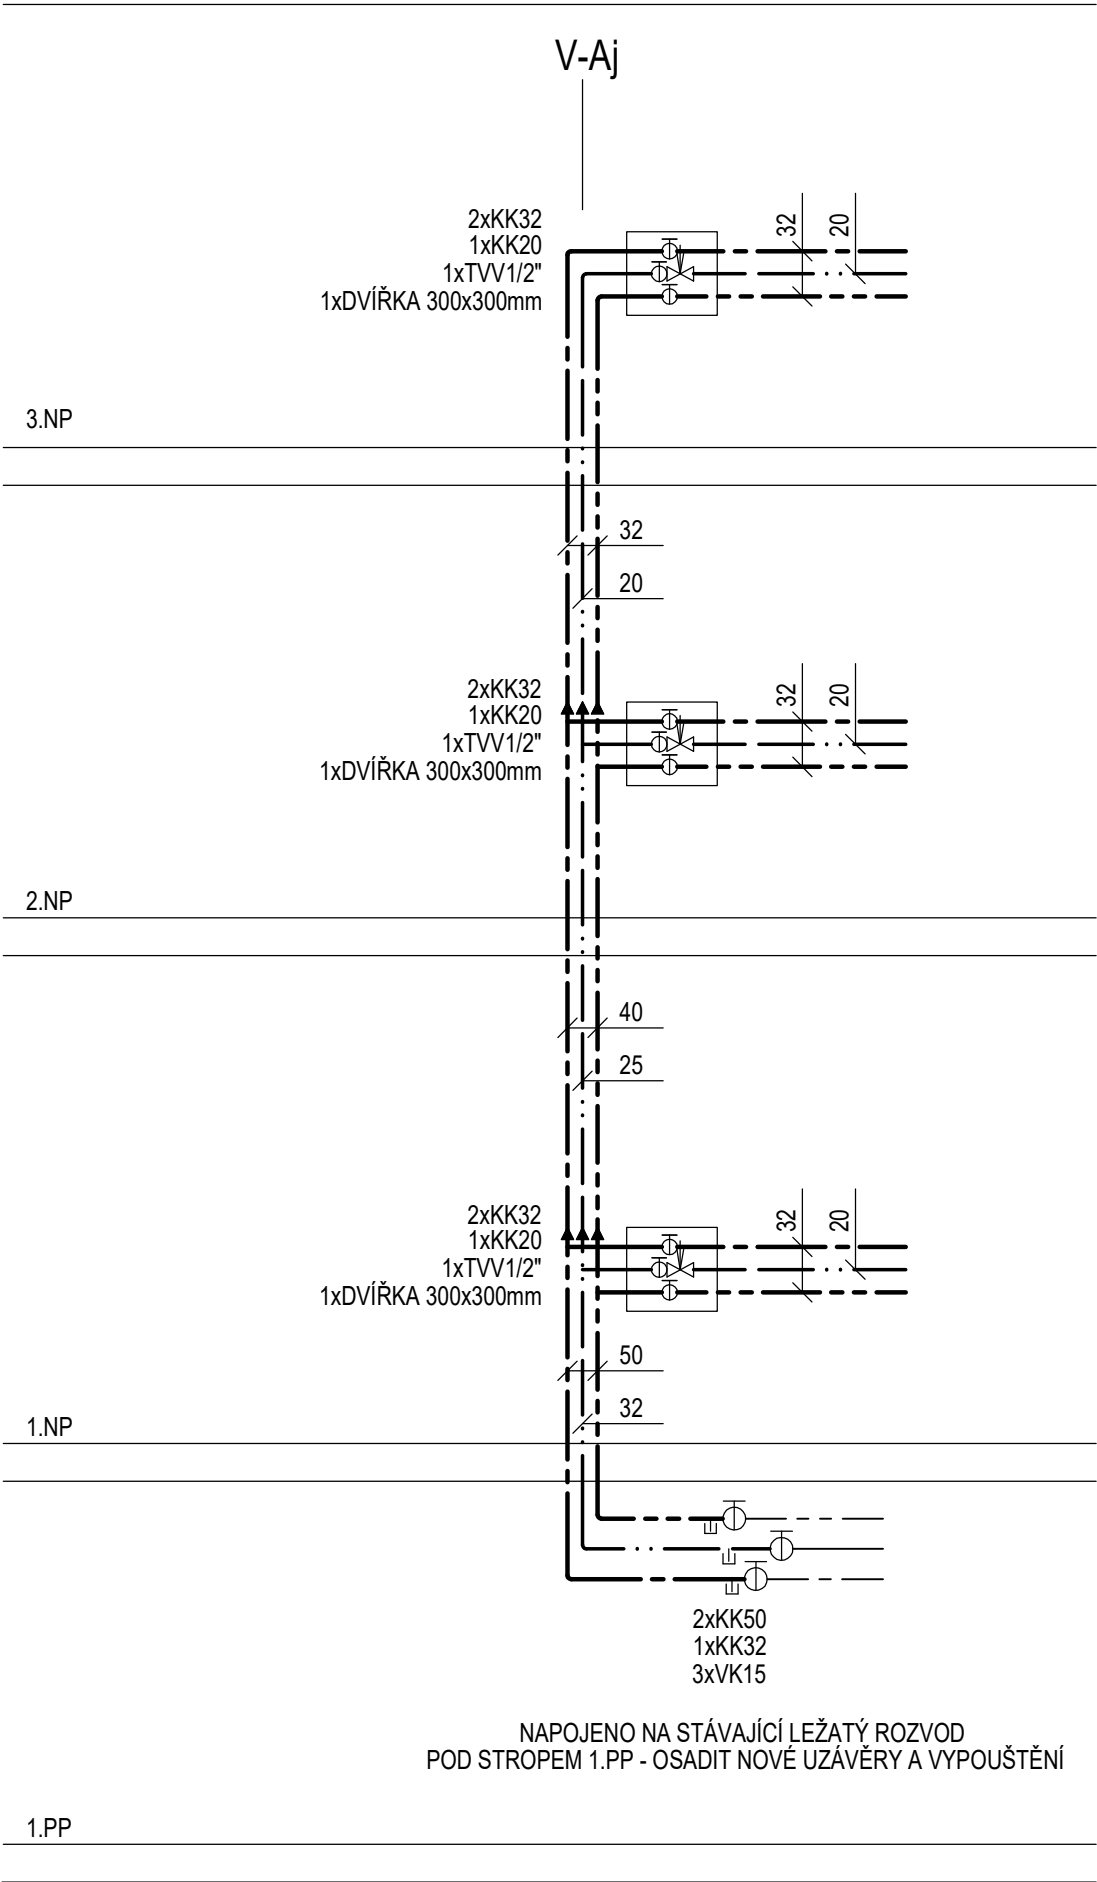 V-Aj
2xKK32
1xKK20
1xTVV1/2"
1xDVÍŘKA 300x300mm
32
20
3.NP
32
20
2xKK32
1xKK20
1xTVV1/2"
1xDVÍŘKA 300x300mm
32
20
2.NP
40
25
2xKK32
1xKK20
1xTVV1/2"
1xDVÍŘKA 300x300mm
32
20
50
32
1.NP
2xKK50
1xKK32
3xVK15
NAPOJENO NA STÁVAJÍCÍ LEŽATÝ ROZVOD
POD STROPEM 1.PP - OSADIT NOVÉ UZÁVĚRY A VYPOUŠTĚNÍ
1.PP